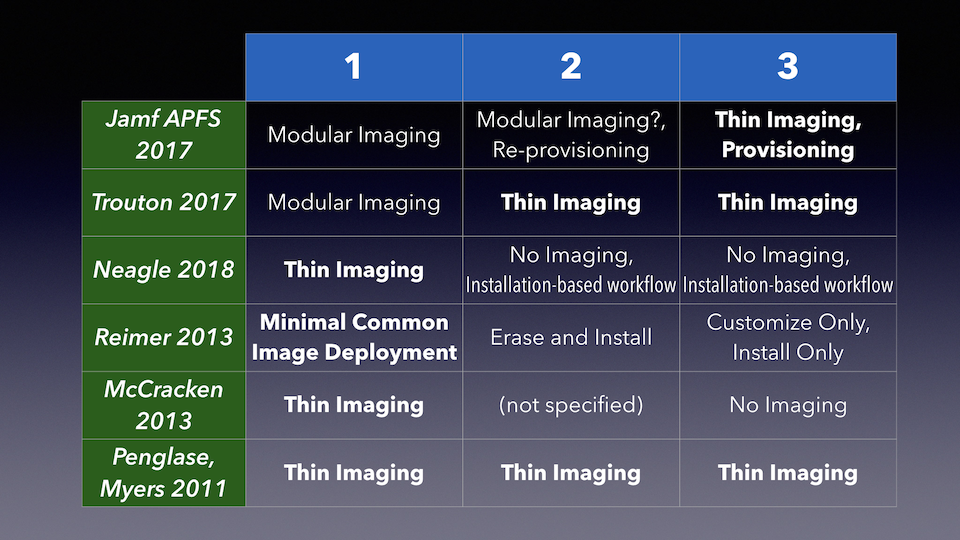 1 2 3
Jamf APFS
2017
Modular Imaging
Modular Imaging?,
Re-provisioning
Thin Imaging,
Provisioning
Trouton 2017
Modular Imaging
Thin Imaging
Thin Imaging
Neagle 2018
Thin Imaging
No Imaging,
Installation-based workflow
No Imaging,
Installation-based workflow
Reimer 2013
Minimal Common
Image Deployment
Erase and Install
Customize Only,
Install Only
McCracken
2013
Thin Imaging
(not specified)
No Imaging
Penglase,
Myers 2011
Thin Imaging
Thin Imaging
Thin Imaging